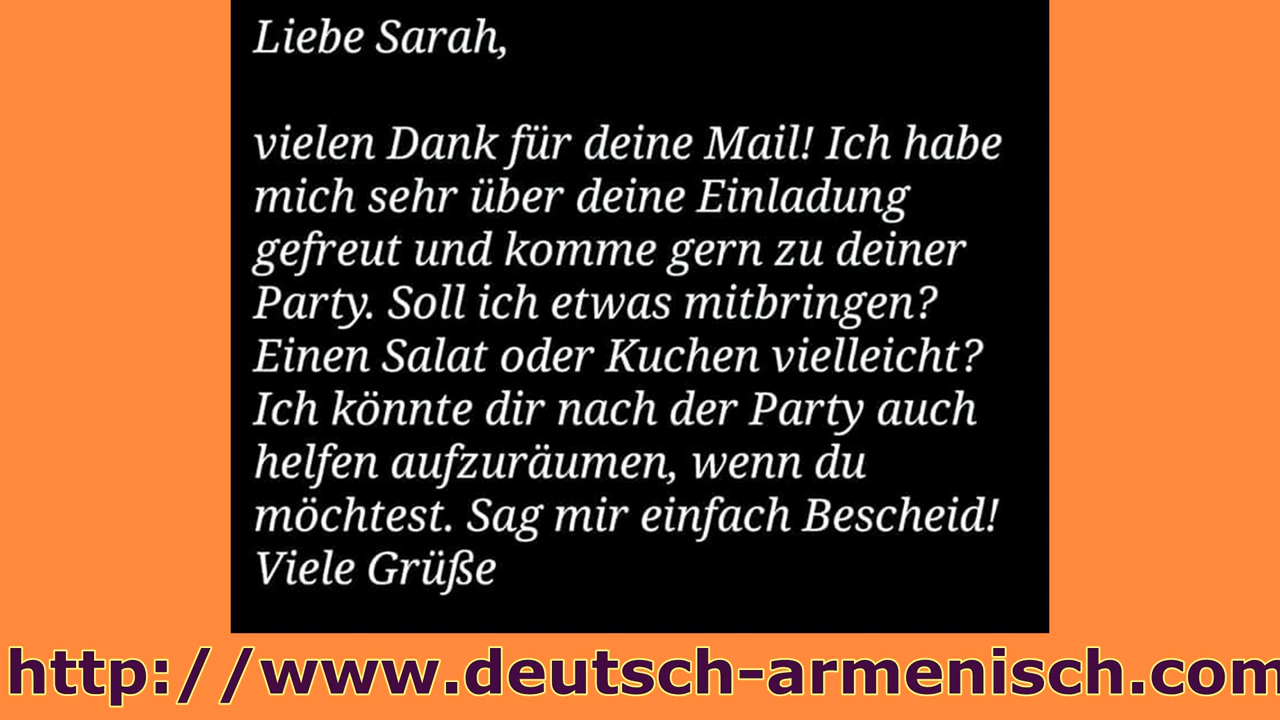 Liebe Sarah,
vielen Dank für deine Mail! Ich habe
mich sehr über deine Einladung
gefreut und komme gern zu deiner
Party. Soll ich etwas mitbringen?
Einen Salat oder Kuchen vielleicht?
Ich könnte dir nach der Party auch
helfen aufzuräumen, wenn du
möchtest. Sag mir einfach Bescheid!
Viele Grüße
http://www.deutsch-armenisch.com